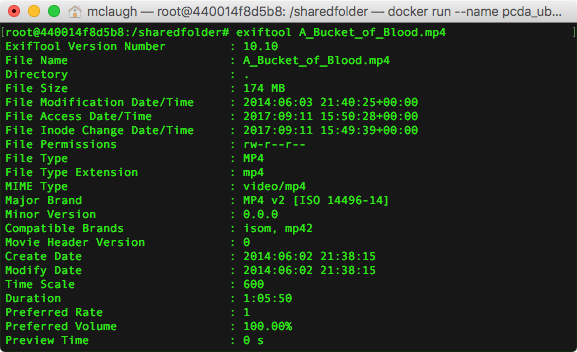 mclaugh — root@440014f8d5b8: /sharedfolder — docker run --name pcda_ub...
[root@440014f8d5b8:/sharedfolder# exiftool A_Bucket_of_Blood.mp4 ]
ExifTool Version Number : 10.10
File Name : A_Bucket_of_Blood.mp4
Directory : .
File Size : 174 MB
File Modification Date/Time : 2014:06:03 21:40:25+00:00
File Access Date/Time : 2017:09:11 15:50:28+00:00
File Inode Change Date/Time : 2017:09:11 15:49:39+00:00
File Permissions : rw-r--r--
File Type : MP4
File Type Extension : mp4
MIME Type : video/mp4
Major Brand : MP4 v2 [ISO 14496-14]
Minor Version : 0.0.0
Compatible Brands : isom, mp42
Movie Header Version : 0
Create Date : 2014:06:02 21:38:15
Modify Date : 2014:06:02 21:38:15
Time Scale : 600
Duration : 1:05:50
Preferred Rate : 1
Preferred Volume : 100.00%
Preview Time : 0 s